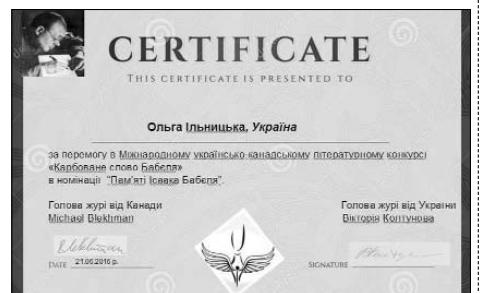 CERTIFICATE
THIS CERTIFICATE IS PRESENTED TO
Ольга Ільницька, Україна
за перемогу в Міжнародному українсько-канадському літературному конкурсі
«Карбоване слово Бабеля»
в номінації "Пам'яті Ісаака Бабеля".
Голова журі від Канади
Michael Blekhman
Голова журі від України
Вікторія Колтунова
Blekhman
DATE 21.06.2016 р.
SIGNATURE